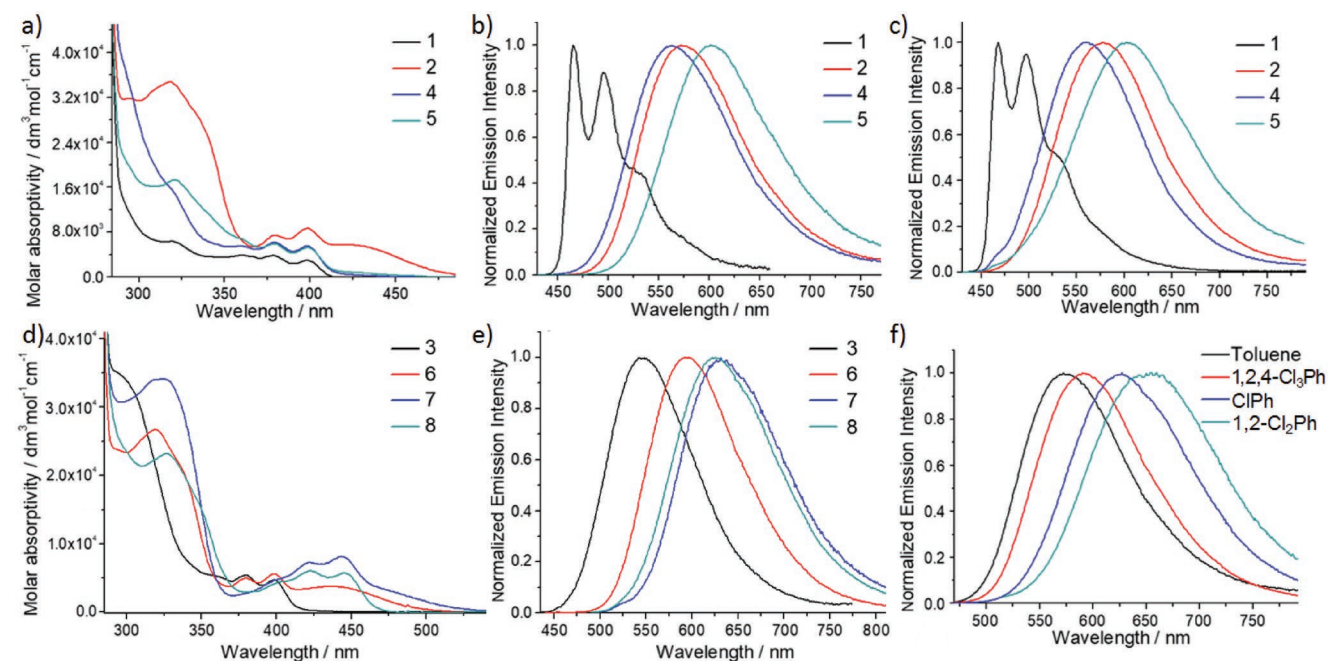 a)
Molar absorptivity / dm³mol⁻¹cm⁻¹
4.0x10⁴
3.2x10⁴
2.4x10⁴
1.6x10⁴
8.0x10³
0.0
300 350 400 450
Wavelength / nm
1
2
4
5
b)
Normalized Emission Intensity
1.0
0.8
0.6
0.4
0.2
0.0
450 500 550 600 650 700 750
Wavelength / nm
1
2
4
5
c)
Normalized Emission Intensity
1.0
0.8
0.6
0.4
0.2
0.0
450 500 550 600 650 700 750
Wavelength / nm
1
2
4
5
d)
Molar absorptivity / dm³mol⁻¹cm⁻¹
4.0x10⁴
3.0x10⁴
2.0x10⁴
1.0x10⁴
0.0
300 350 400 450 500
Wavelength / nm
3
6
7
8
e)
Normalized Emission Intensity
1.0
0.8
0.6
0.4
0.2
0.0
450 500 550 600 650 700 750 800
Wavelength / nm
3
6
7
8
f)
Normalized Emission Intensity
1.0
0.8
0.6
0.4
0.2
0.0
500 550 600 650 700 750
Wavelength / nm
Toluene
1,2,4-Cl₃Ph
ClPh
1,2-Cl₂Ph